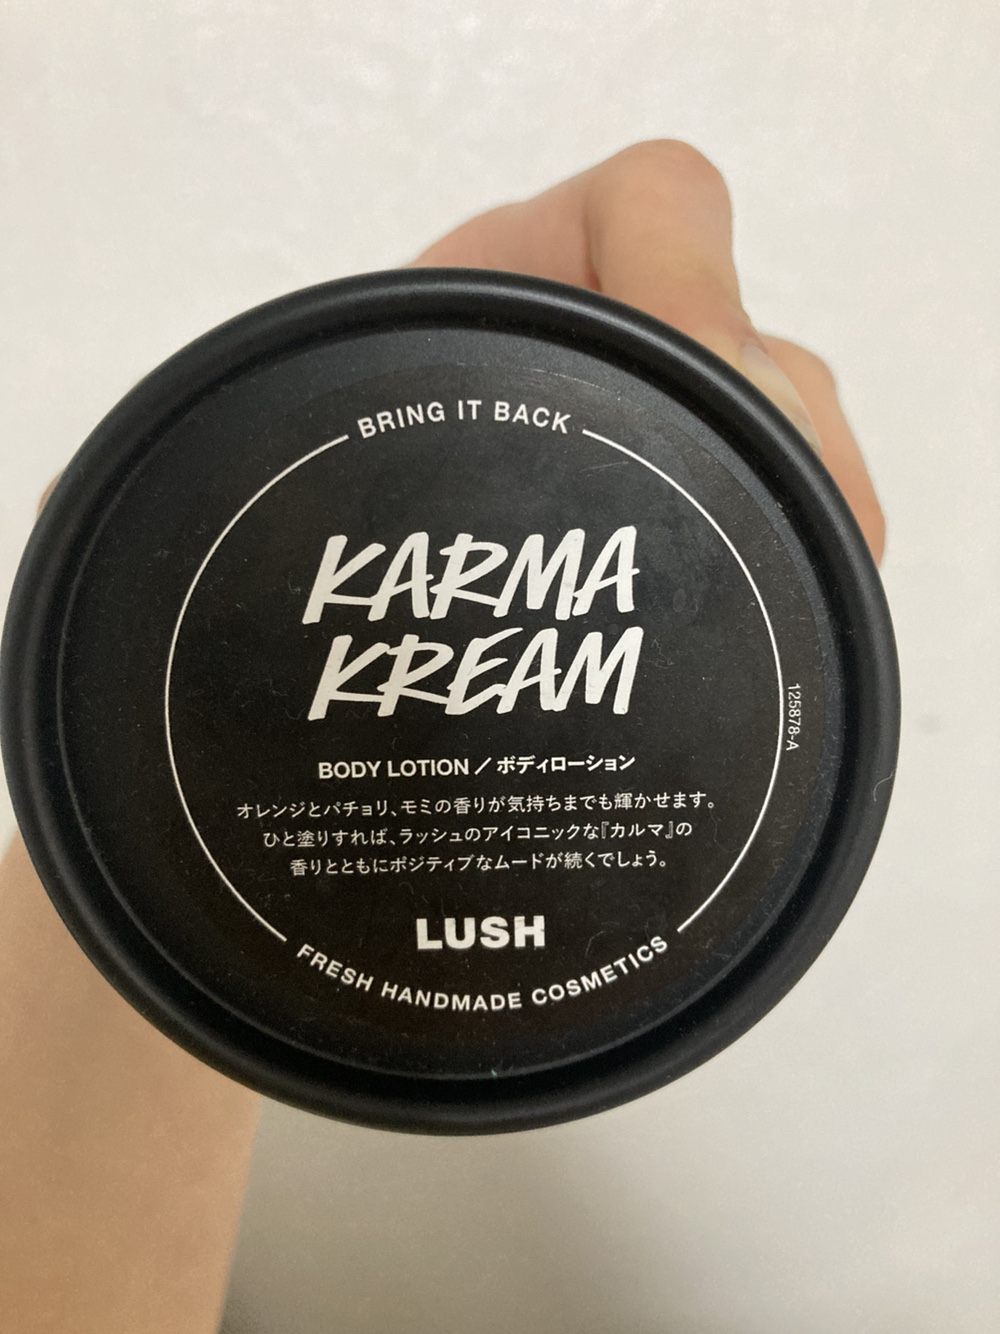 BRING IT BACK
KARMA
KREAM
BODY LOTION / ボディローション
オレンジとパチョリ、モミの香りが気持ちまでも輝かせます。
ひと塗りすれば、ラッシュのアイコニックな『カルマ』の
香りとともにポジティブなムードが続くでしょう。
LUSH
FRESH HANDMADE COSMETICS
125878-A